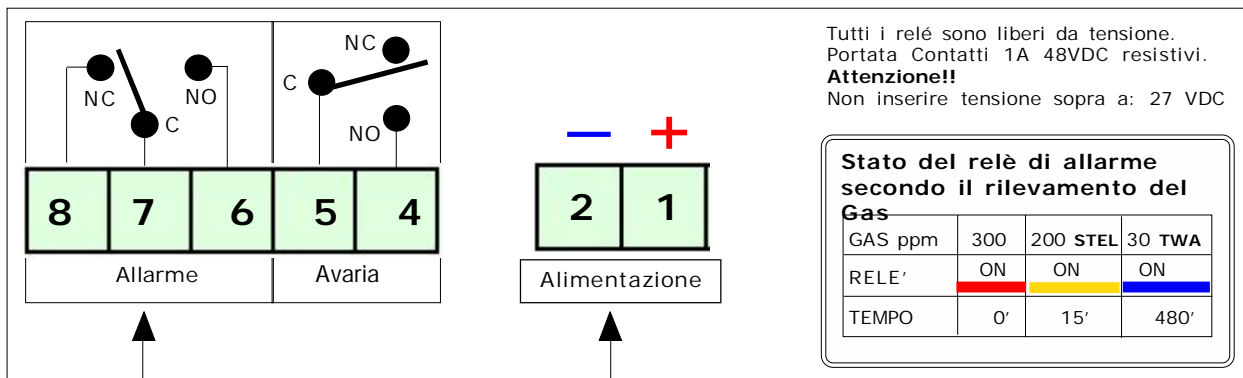 NC NO C
NC
C
NO
8 7 6 5 4
Allarme Avaria
− +
2 1
Alimentazione
Tutti i relé sono liberi da tensione.
Portata Contatti 1A 48VDC resistivi.
Attenzione!!
Non inserire tensione sopra a: 27 VDC
Stato del relè di allarme
secondo il rilevamento del
Gas
GAS ppm 300 200 STEL 30 TWA
RELE' ON ON ON
TEMPO 0′ 15′ 480′